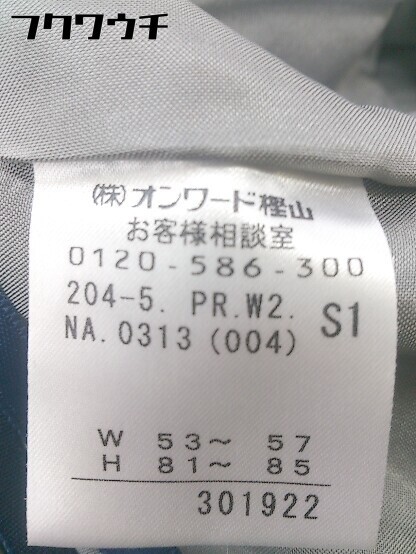 フクワウチ
(株)オンワード樫山
お客様相談室
0120-586-300
204-5. PR.W2.
NA.0313(004) S1
W 53～ 57
H 81～ 85
301922